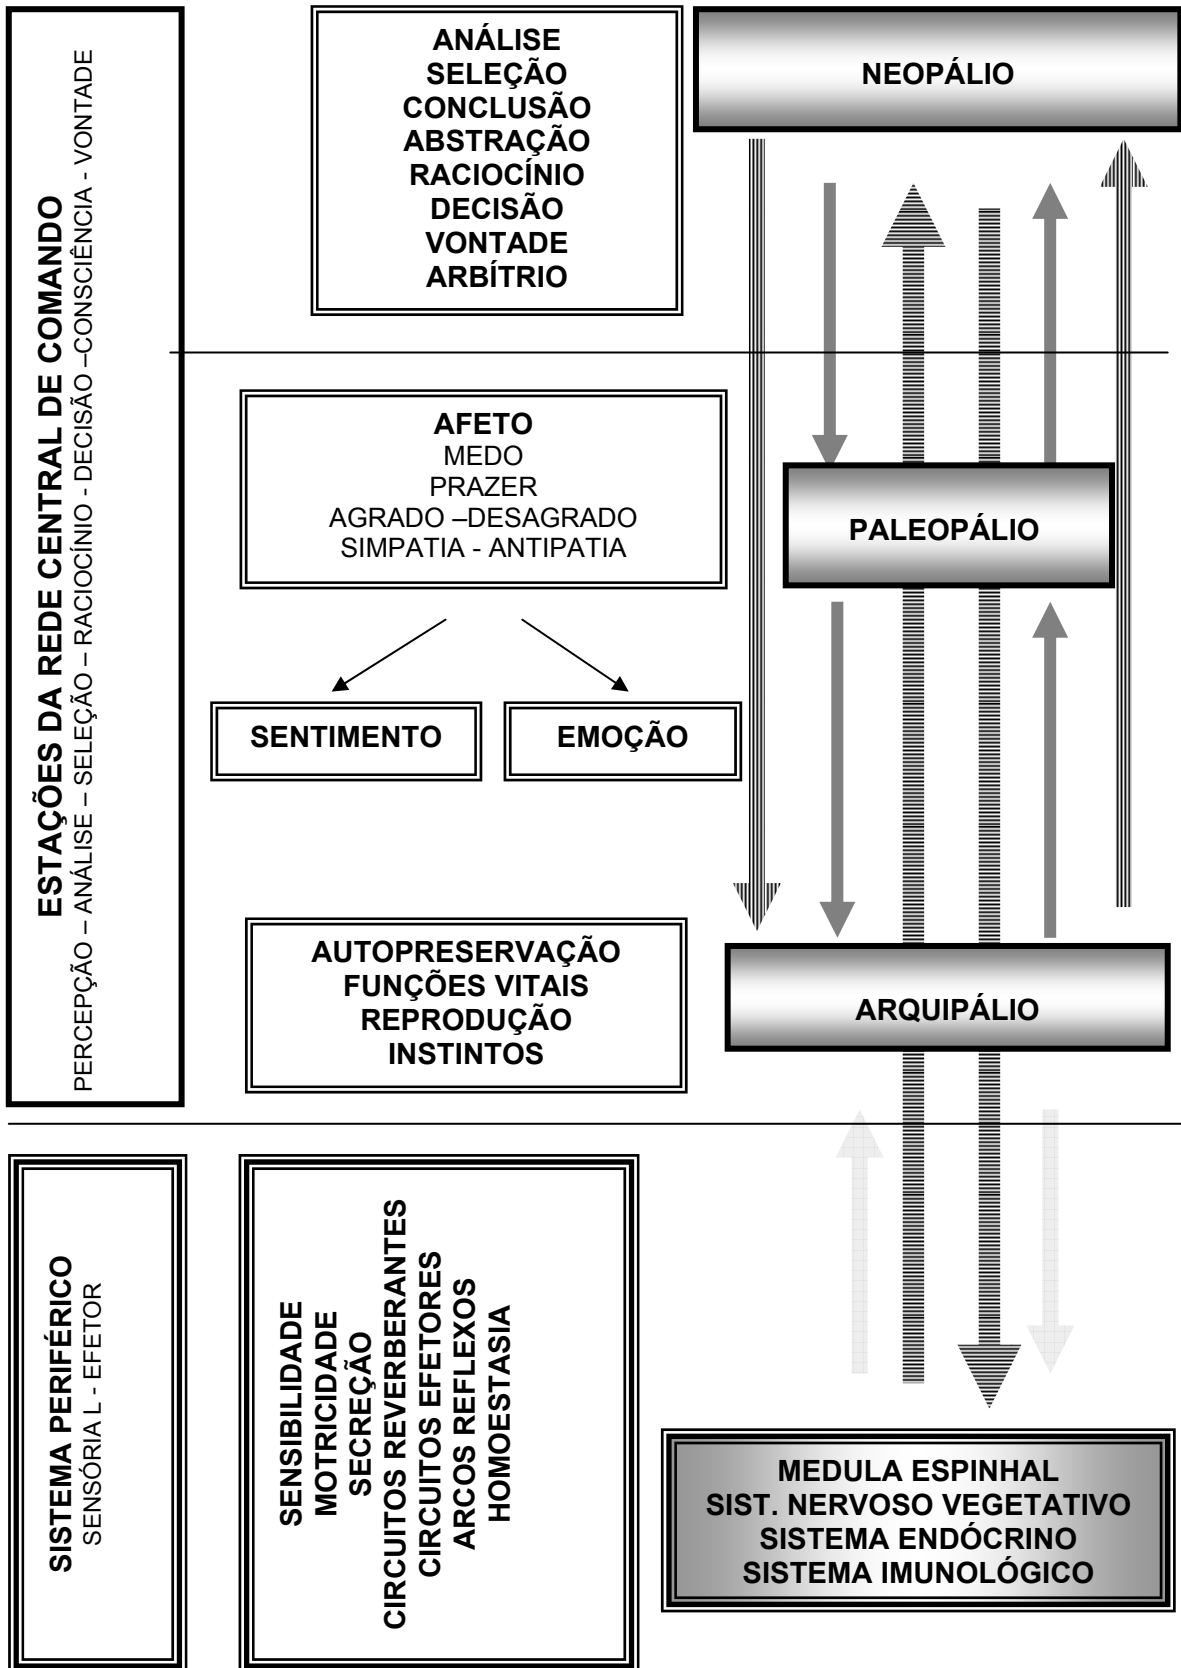 ESTAÇÕES DA REDE CENTRAL DE COMANDO
PERCEPÇÃO – ANÁLISE – SELEÇÃO – RACIOCÍNIO - DECISÃO –CONSCIÊNCIA - VONTADE
ANÁLISE
SELEÇÃO
CONCLUSÃO
ABSTRAÇÃO
RACIOCÍNIO
DECISÃO
VONTADE
ARBÍTRIO
NEOPÁLIO
AFETO
MEDO
PRAZER
AGRADO –DESAGRADO
SIMPATIA - ANTIPATIA
PALEOPÁLIO
SENTIMENTO
EMOÇÃO
AUTOPRESERVAÇÃO
FUNÇÕES VITAIS
REPRODUÇÃO
INSTINTOS
ARQUIPÁLIO
SISTEMA PERIFÉRICO
SENSÓRIA L - EFETOR
SENSIBILIDADE
MOTRICIDADE
SECREÇÃO
CIRCUITOS REVERBERANTES
CIRCUITOS EFETORES
ARCOS REFLEXOS
HOMOESTASIA
MEDULA ESPINHAL
SIST. NERVOSO VEGETATIVO
SISTEMA ENDÓCRINO
SISTEMA IMUNOLÓGICO